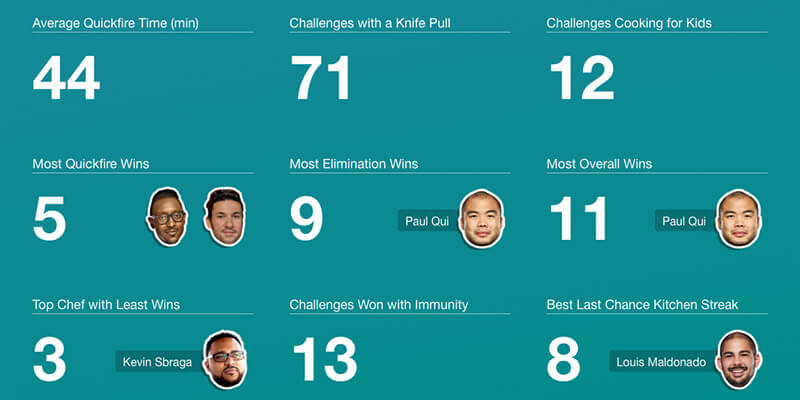 Average Quickfire Time (min)
44
Challenges with a Knife Pull
71
Challenges Cooking for Kids
12
Most Quickfire Wins
5
Most Elimination Wins
9
Paul Qui
Most Overall Wins
11
Paul Qui
Top Chef with Least Wins
3
Kevin Sbraga
Challenges Won with Immunity
13
Best Last Chance Kitchen Streak
8
Louis Maldonado